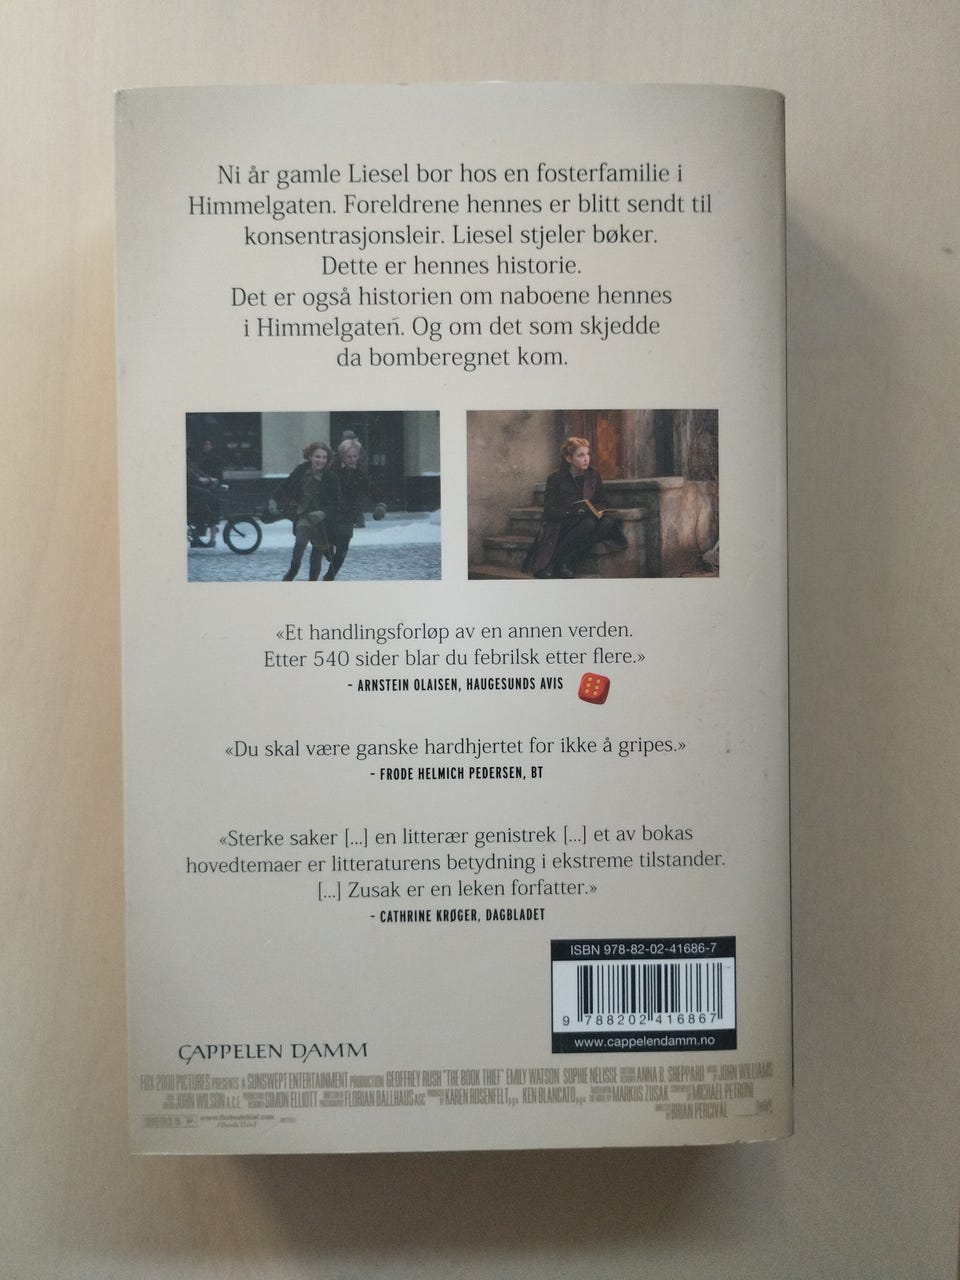 Ni år gamle Liesel bor hos en fosterfamilie i
Himmelgaten. Foreldrene hennes er blitt sendt til
konsentrasjonsleir. Liesel stjeler bøker.
Dette er hennes historie.
Det er også historien om naboene hennes
i Himmelgaten. Og om det som skjedde
da bomberegnet kom.
«Et handlingsforløp av en annen verden.
Etter 540 sider blar du febrilsk etter flere.»
- ARNSTEIN OLAISEN, HAUGESUNDS AVIS
«Du skal være ganske hardhjertet for ikke å gripes.»
- FRODE HELMICH PEDERSEN, BT
«Sterke saker [...] en litterær genistrek [...] et av bokas
hovedtemaer er litteraturens betydning i ekstreme tilstander.
[...] Zusak er en leken forfatter.»
- CATHRINE KRØGER, DAGBLADET
ISBN 978-82-02-41686-7
9 788202 416867
www.cappelendamm.no
CAPPELEN DAMM
FOX 2000 PICTURES PRESENTS A SUNSWEPT ENTERTAINMENT PRODUCTION GEOFFREY RUSH "THE BOOK THIEF" EMILY WATSON SOPHIE NELISSE ANNA B. SHEPPARD JOHN WILLIAMS
JOHN WILSON A.C.E. SIMON ELLIOTT FLORIAN BALLHAUS ASC KAREN ROSENFELT, KEN BLANCATO, MARKUS ZUSAK MICHAEL PETRONI
BRIAN PERCIVAL